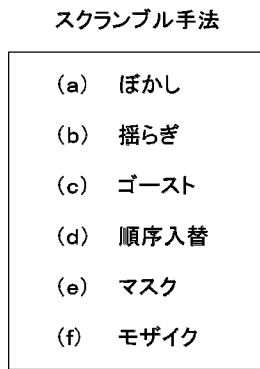 スクランブル手法
(a) ぼかし
(b) 揺らぎ
(c) ゴースト
(d) 順序入替
(e) マスク
(f) モザイク